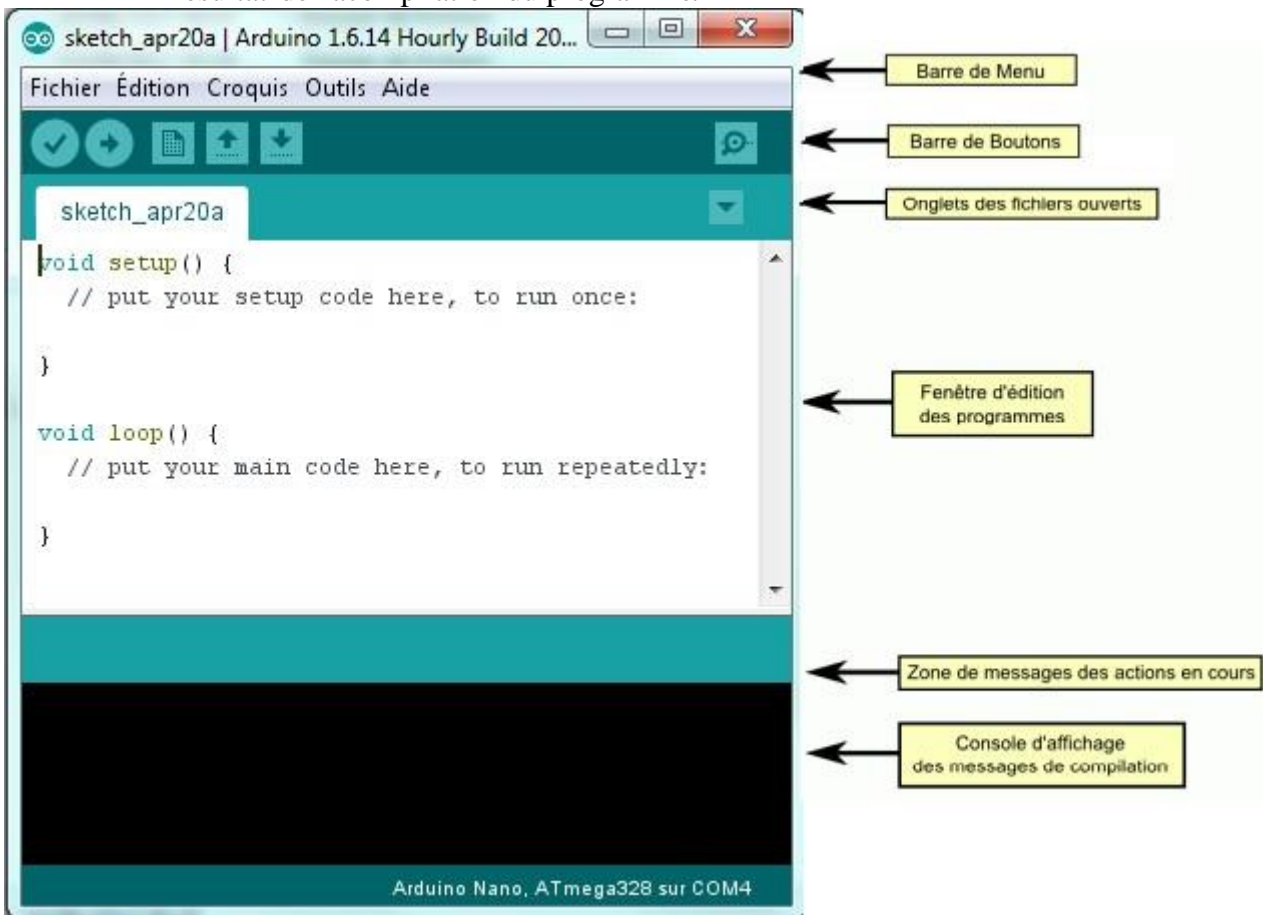 sketch_apr20a | Arduino 1.6.14 Hourly Build 20...
Fichier Édition Croquis Outils Aide
Barre de Menu
Barre de Boutons
sketch_apr20a
Onglets des fichiers ouverts
void setup() {
// put your setup code here, to run once:
}
void loop() {
// put your main code here, to run repeatedly:
}
Fenêtre d'édition
des programmes
Zone de messages des actions en cours
Console d'affichage
des messages de compilation
Arduino Nano, ATmega328 sur COM4